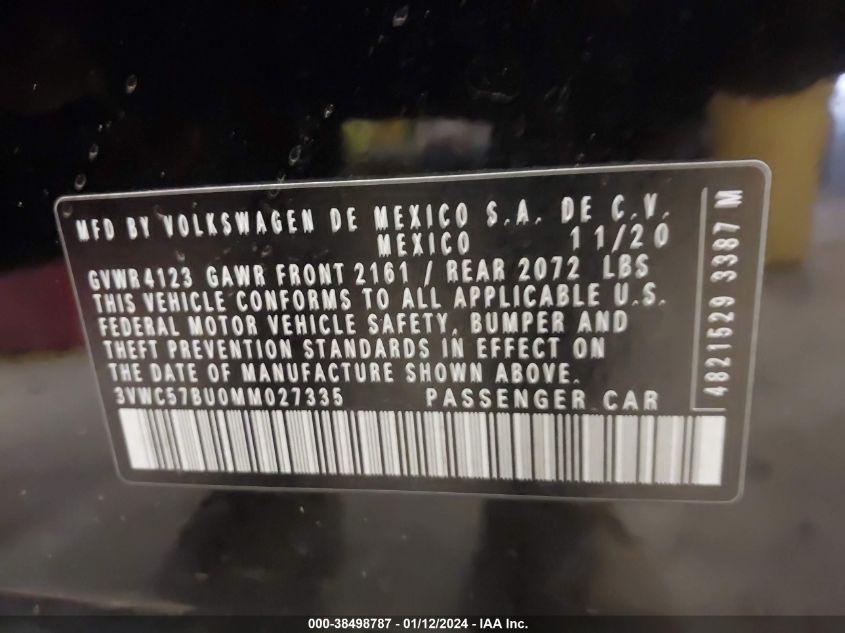 MFD BY VOLKSWAGEN DE MEXICO S.A. DE C.V.
MEXICO 11/20
GVWR4123 GAWR FRONT 2161 / REAR 2072 LBS
THIS VEHICLE CONFORMS TO ALL APPLICABLE U.S.
FEDERAL MOTOR VEHICLE SAFETY, BUMPER AND
THEFT PREVENTION STANDARDS IN EFFECT ON
THE DATE OF MANUFACTURE SHOWN ABOVE.
3VWC57BU0MM027335 PASSENGER CAR
4821529 3387 M
000-38498787 - 01/12/2024 - IAA Inc.